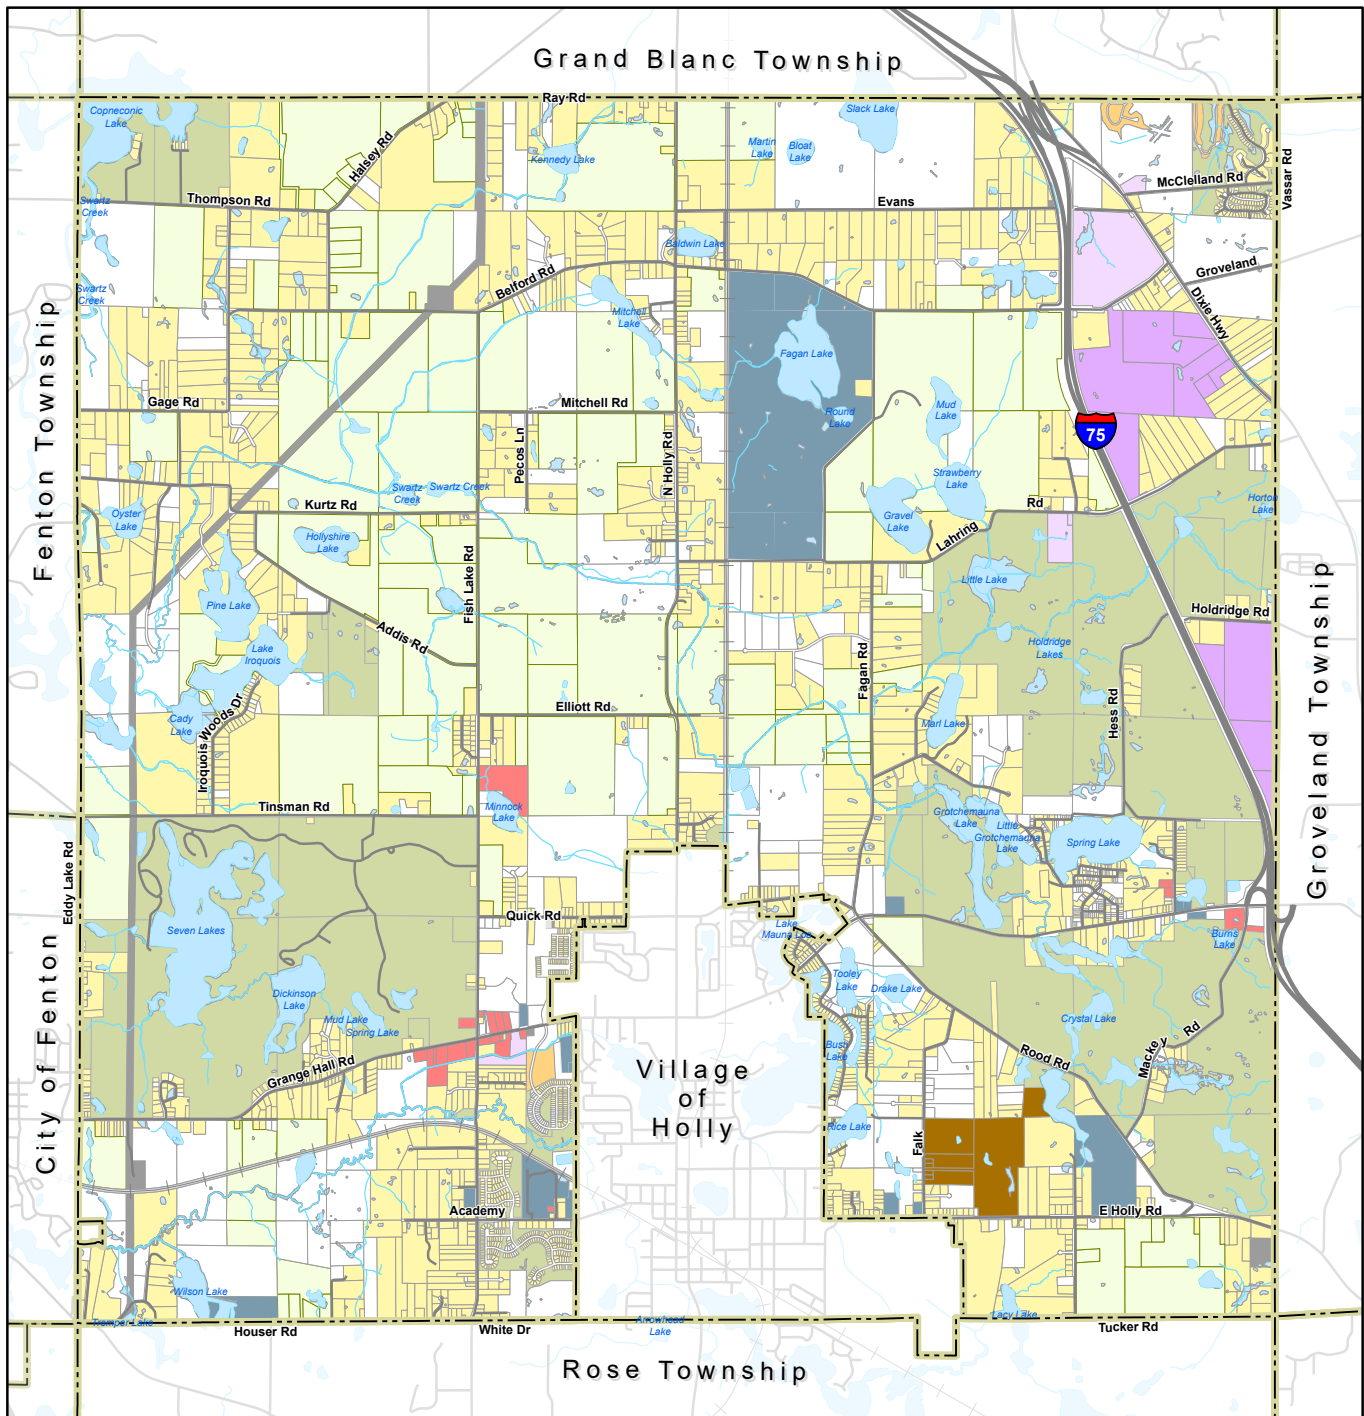 Grand Blanc Township
Ray Rd
Copneconic
Lake
Slack Lake
Halsey Rd
Kennedy Lake
Martin
Lake
Bloat
Lake
Vassar Rd
McClelland Rd
Thompson Rd
Swartz
Creek
Evans
Baldwin Lake
Belford Rd
Groveland
Swartz
Creek
Dixie Hwy
Mitchell
Lake
Fagan Lake
Fenton Township
Gage Rd
Mitchell Rd
Round
Lake
Mud
Lake
75
Pecos Ln
N Holly Rd
Swartz
Creek
Swartz Creek
Strawberry
Lake
Horton
Lake
Kurtz Rd
Rd
Oyster
Lake
Gravel
Lake
Lahring
Hollyshire
Lake
Fish Lake Rd
Little Lake
Pine Lake
Holdridge Rd
Addis Rd
Lake
Iroquois
Holdridge
Lakes
Fagan Rd
Hess Rd
Groveland Township
Elliott Rd
Cady
Lake
Iroquois Woods Dr
Marl Lake
Tinsman Rd
Minnock
Lake
Grotchemauna
Lake
Little
Grotchemauna
Lake
Spring Lake
Eddy Lake Rd
Quick Rd
Seven Lakes
Lake
Mauna Loa
Burns
Lake
City of Fenton
Dickinson
Lake
Tooley
Lake
Drake Lake
Mud Lake
Spring Lake
Crystal Lake
Bush
Lake
Rood Rd
Mackey Rd
Grange Hall Rd
Village
of
Holly
Rice Lake
Falk
Academy
E Holly Rd
Wilson Lake
Tremper Lake
Houser Rd
White Dr
Arrowhead
Lake
Lacy Lake
Tucker Rd
Rose Township